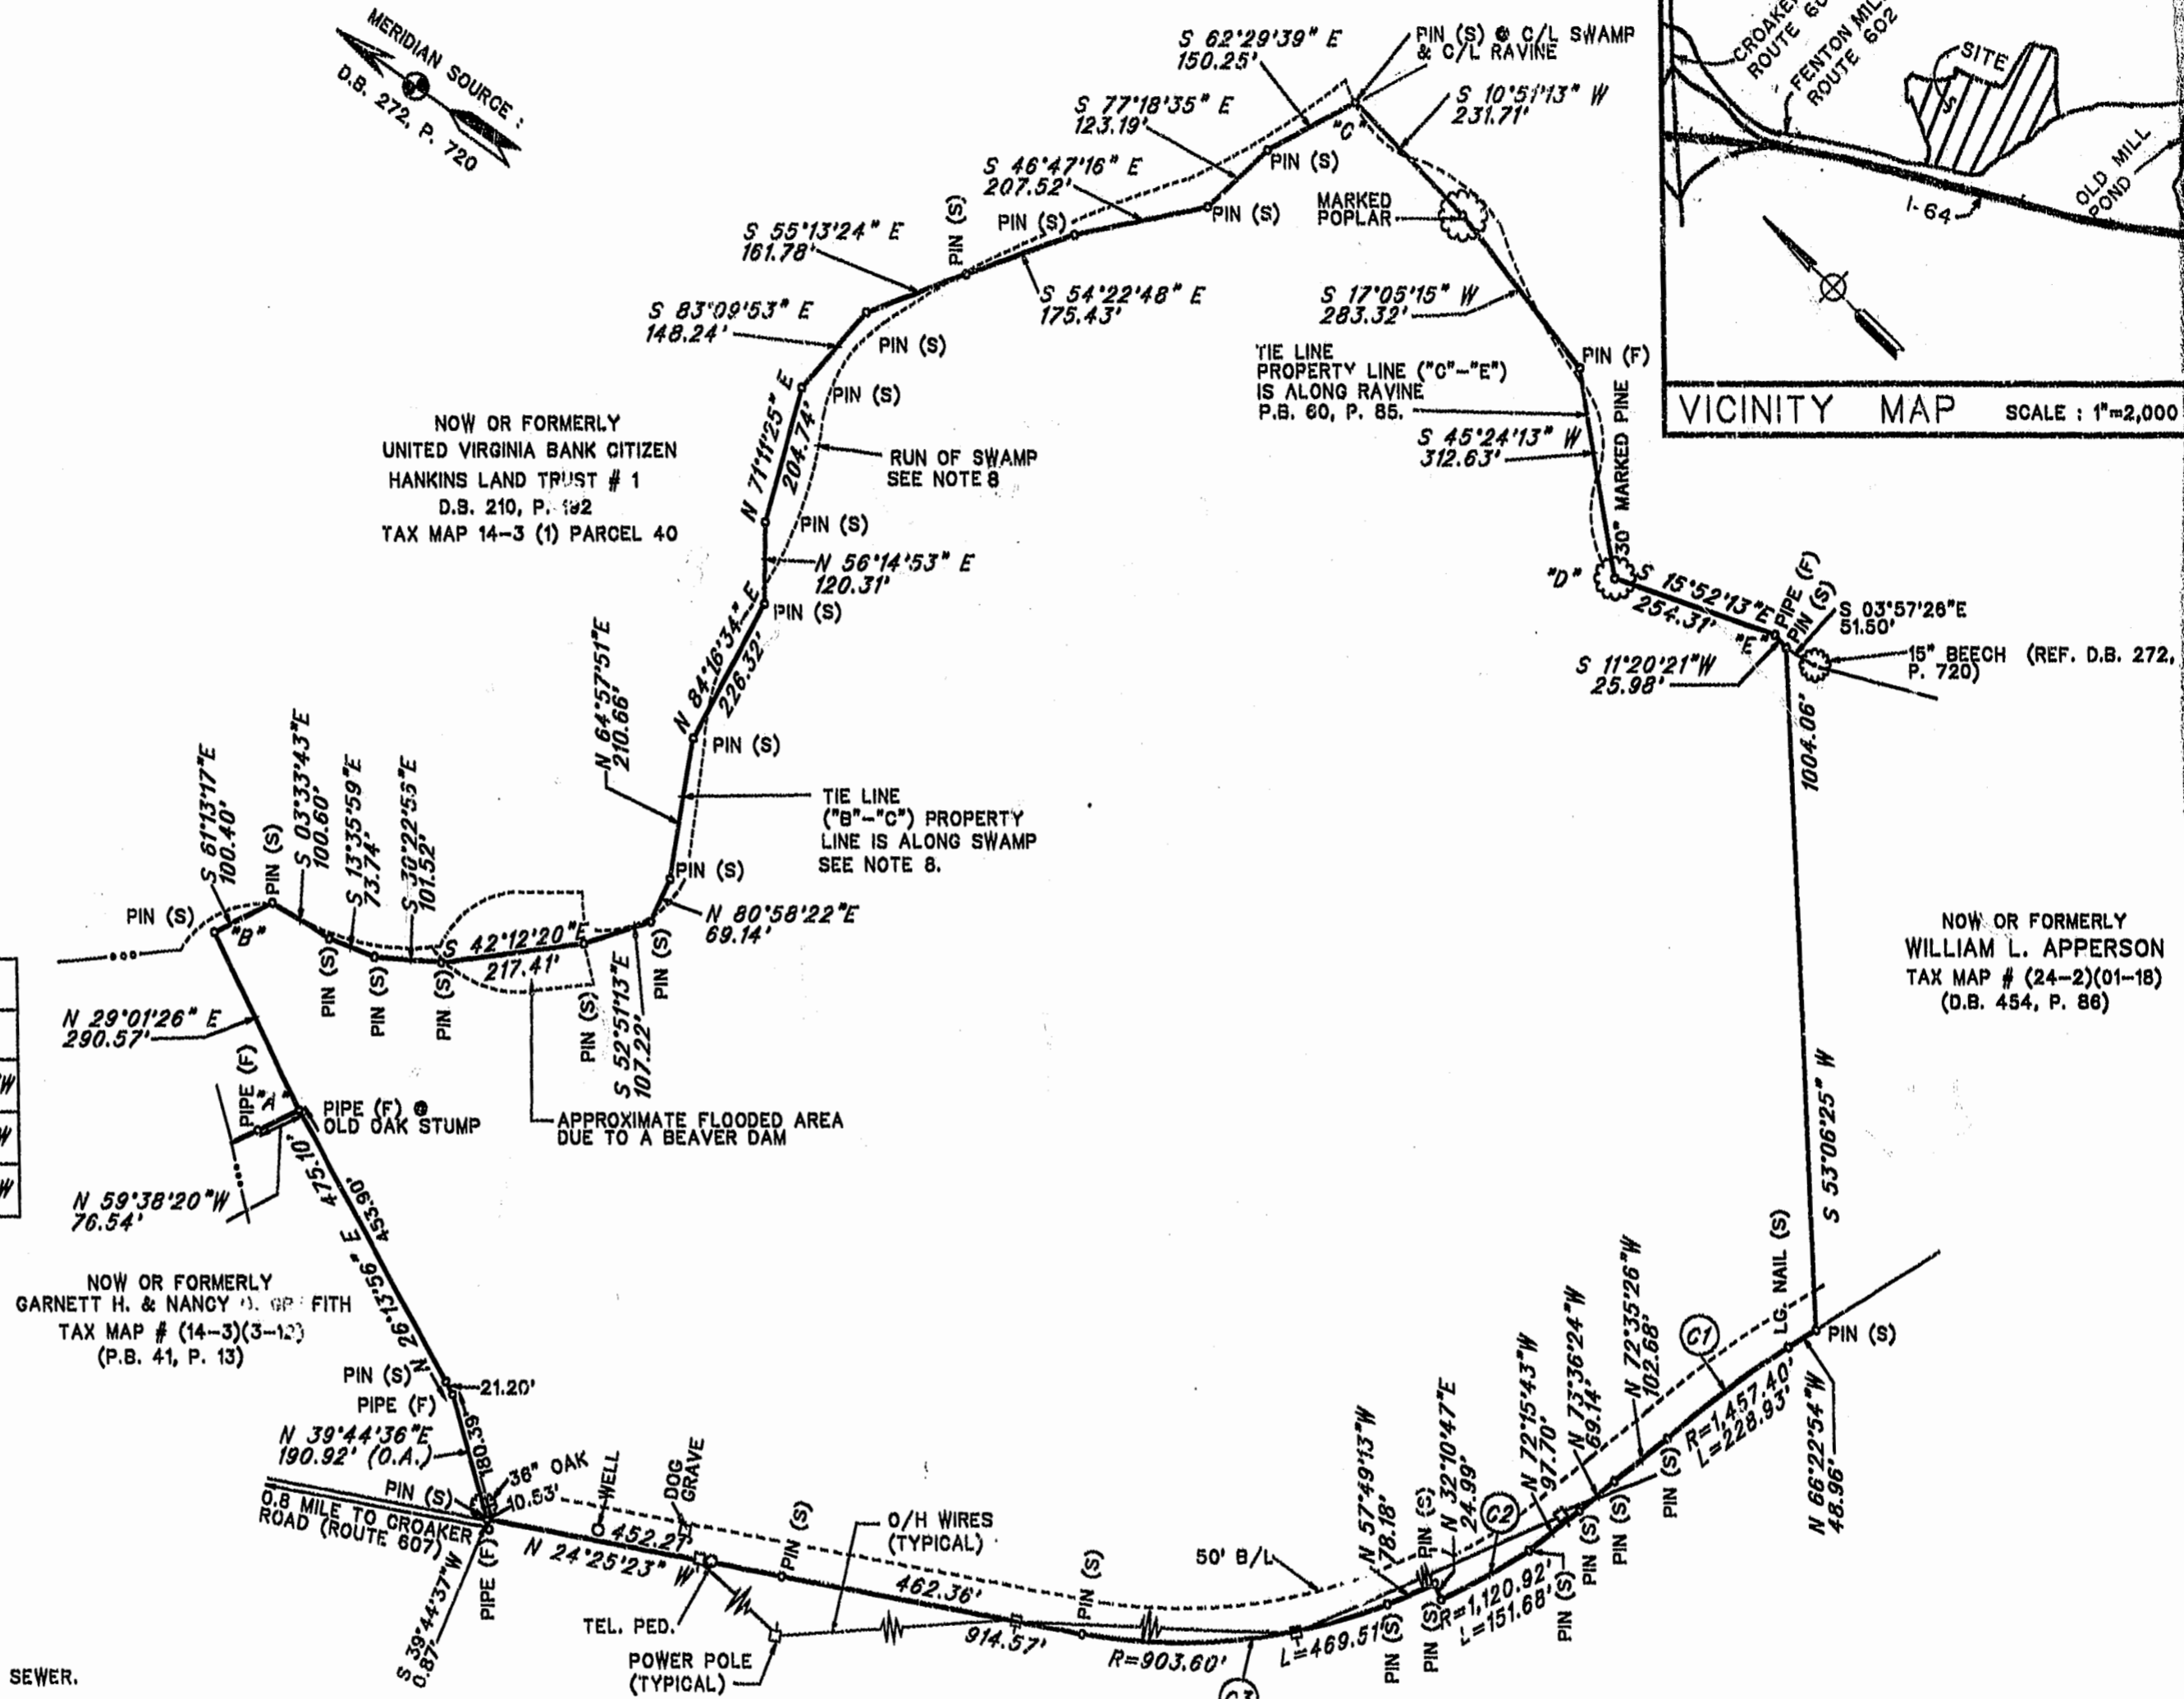 MERIDIAN SOURCE :
D.B. 272, P. 720
S 62°29'39" E
150.25'
PIN (S) @ C/L SWAMP
& C/L RAVINE
S 77°18'35" E
123.19'
"C"
S 10°51'13" W
231.71'
PIN (S)
S 46°47'16" E
207.52'
PIN (S)
MARKED
POPLAR
PIN (S)
PIN (S)
S 55°13'24" E
161.78'
S 54°22'48" E
175.43'
S 17°05'15" W
283.32'
S 83°09'53" E
148.24'
PIN (S)
PIN (F)
TIE LINE
PROPERTY LINE ("C"-"E")
IS ALONG RAVINE
P.B. 60, P. 85.
S 45°24'13" W
312.63'
30" MARKED PINE
CROAKER
ROUTE
FENTON MILL
ROUTE 602
SITE
OLD MILL
POND
I-64
VICINITY MAP SCALE : 1"=2,000
PIN (S)
N 71°11'25" E
204.74'
NOW OR FORMERLY
UNITED VIRGINIA BANK CITIZEN
HANKINS LAND TRUST # 1
D.B. 210, P. 192
TAX MAP 14-3 (1) PARCEL 40
RUN OF SWAMP
SEE NOTE 8
PIN (S)
N 56°14'53" E
120.31'
PIN (S)
N 84°16'34" E
226.32'
"D"
S 15°52'13"E
254.31'
"E"
PIPE (F)
PIN (S)
S 03°57'26"E
51.50'
15" BEECH (REF. D.B. 272,
P. 720)
S 11°20'21"W
25.98'
1004.06'
S 53°06'25" W
N 64°57'51"E
210.66'
PIN (S)
TIE LINE
("B"-"C") PROPERTY
LINE IS ALONG SWAMP
SEE NOTE 8.
PIN (S)
N 80°58'22"E
69.14'
S 61°13'17"E
100.40'
PIN (S)
S 03°33'43"E
100.60'
S 13°35'59"E
73.74'
S 30°22'55"E
101.52'
PIN (S)
"B"
PIN (S)
PIN (S)
PIN (S)
S 42°12'20"E
217.41'
PIN (S)
S 52°51'13"E
107.22'
PIN (S)
APPROXIMATE FLOODED AREA
DUE TO A BEAVER DAM
NOW OR FORMERLY
WILLIAM L. APPERSON
TAX MAP # (24-2)(01-18)
(D.B. 454, P. 86)
N 29°01'26" E
290.57'
PIPE (F)
"A"
PIPE (F) @
OLD OAK STUMP
N 59°38'20"W
76.54'
W
W
W
475.10'
453.90'
N 26°13'56" E
NOW OR FORMERLY
GARNETT H. & NANCY
TAX MAP # (14-3)(3-12)
(P.B. 41, P. 13)
PIN (S)
PIPE (F)
21.20'
N 39°44'36"E
190.92' (O.A.)
180.39'
36" OAK
10.53'
PIN (S)
0.8 MILE TO CROAKER
ROAD (ROUTE 607)
S 39°44'37"W
0.87'
PIPE (F)
WELL
DOG
GRAVE
452.21'
N 24°25'23" W
TEL. PED.
POWER POLE
(TYPICAL)
PIN (S)
O/H WIRES
(TYPICAL)
462.36'
914.57'
PIN (S)
50' B/L
R=903.60'
L=469.51'
C3
N 57°49'13"W
78.18'
PIN (S)
PIN (S)
N 32°10'47"E
24.99'
PIN (S)
C2
R=1,120.92'
L=151.68'
N 72°15'43"W
97.70'
PIN (S)
N 73°36'24"W
69.14'
PIN (S)
N 72°35'26"W
102.68'
PIN (S)
C1
R=1,457.40'
L=228.93'
PIN (S)
LG. NAIL (S)
PIN (S)
N 66°22'54"W
48.96'
SEWER.